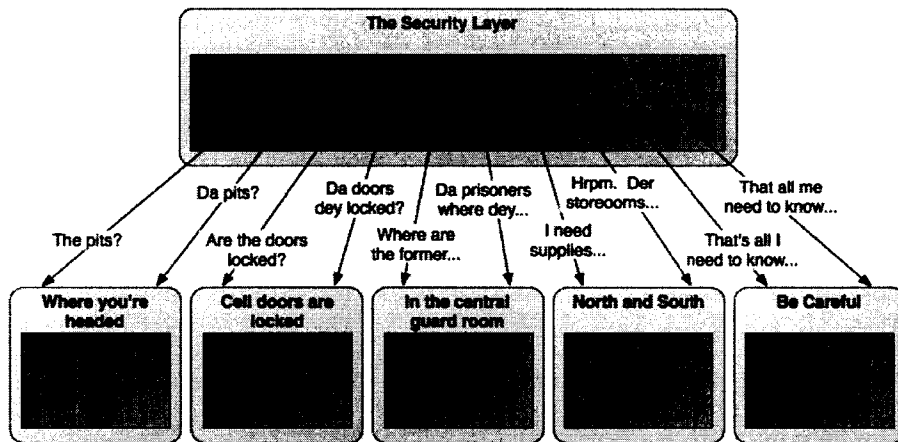 The Security Layer
The pits?
Da pits?
Are the doors
locked?
Da doors
dey locked?
Where are
the former...
Da prisoners
where dey...
I need
supplies...
Hrpm. Der
storeooms...
That's all I
need to know...
That all me
need to know...
Where you're
headed
Cell doors are
locked
In the central
guard room
North and South
Be Careful